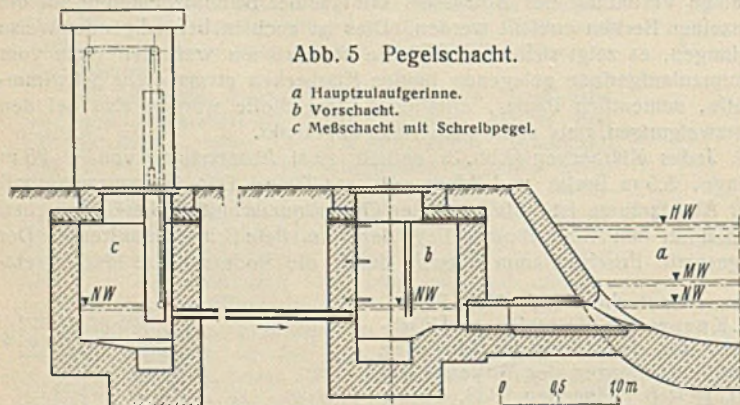 Abb. 5 Pegelschacht.
a Hauptzulaufgerinne.
b Vorschacht.
c Meßschacht mit Schreibpegel.
HW
c
b
a
MW
NW
NW
NW
0 0,5 1,0 m